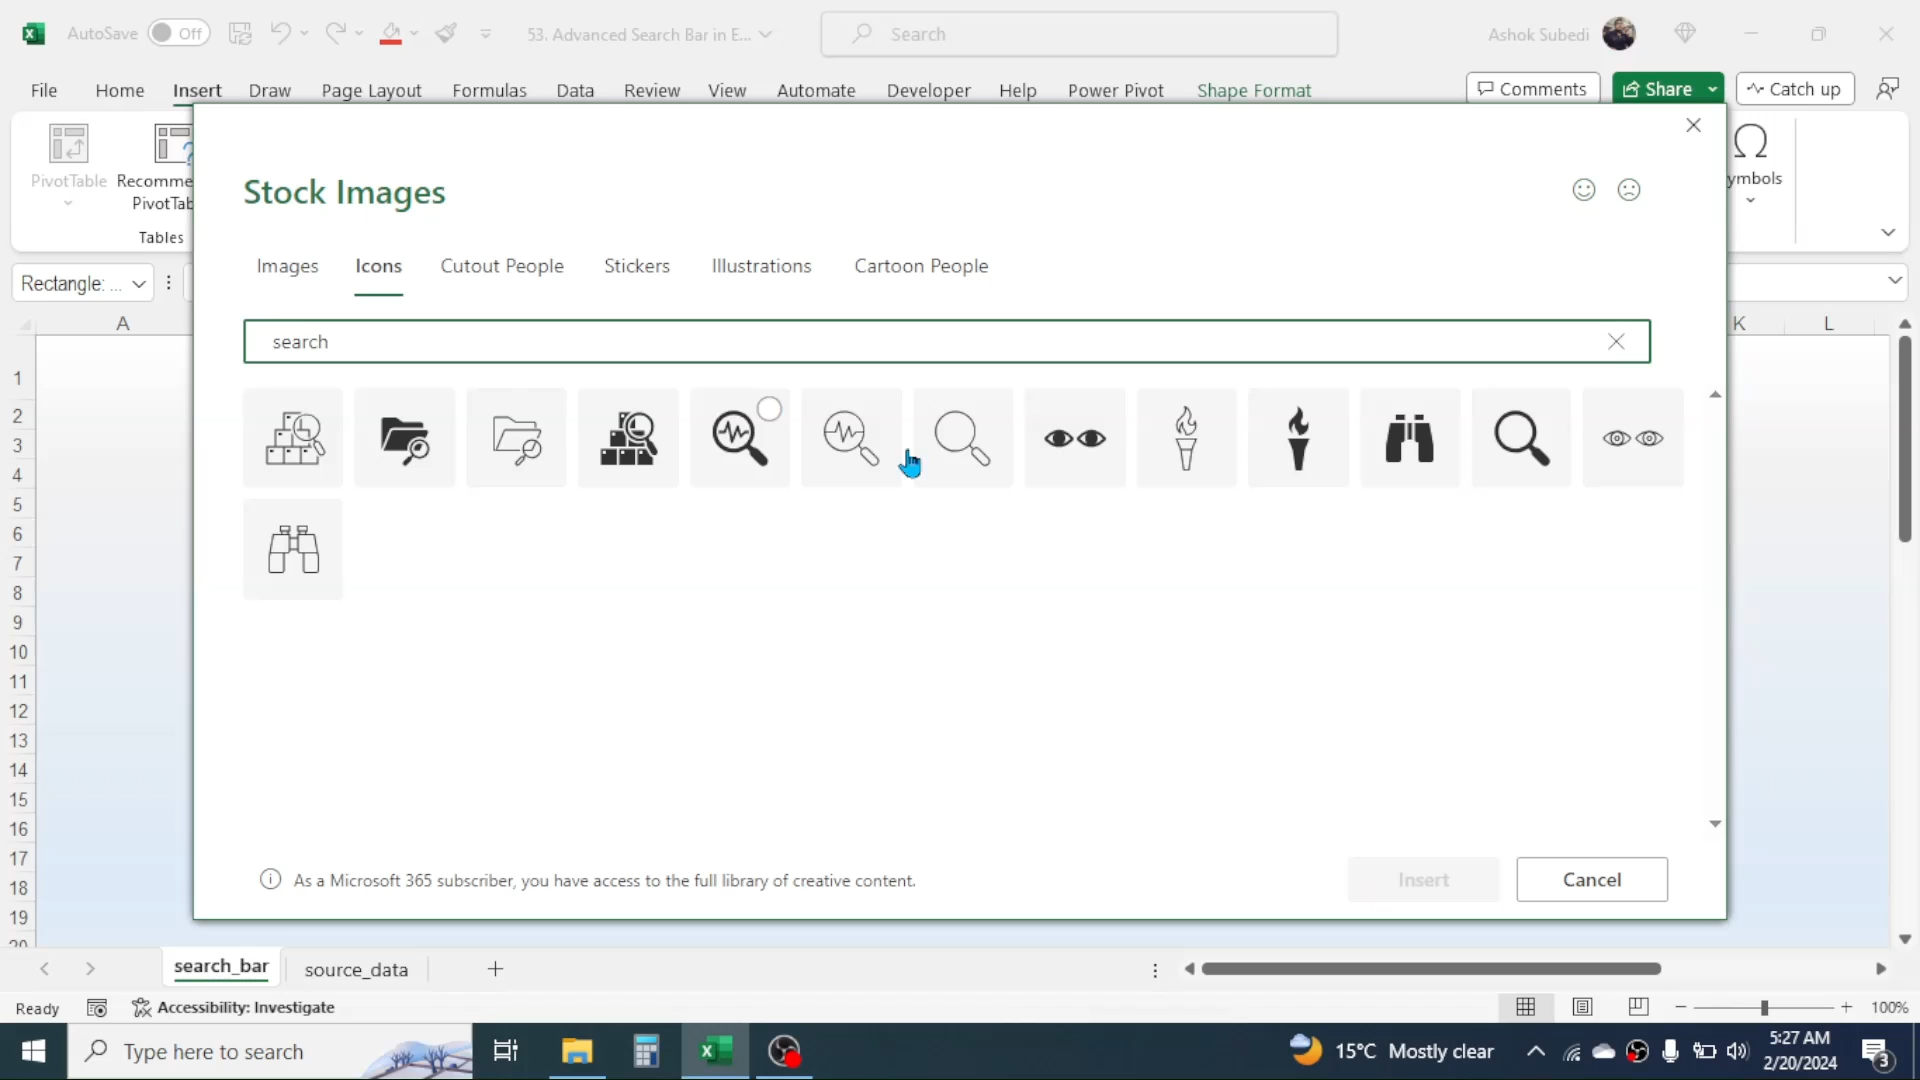 AutoSave Off 53. Advanced Search Bar in E... Search Ashok Subedi
File Home Insert Draw Page Layout Formulas Data Review View Automate Developer Help Power Pivot Shape Format Comments Share Catch up
PivotTable
Recomme
PivotTab
Tables
ymbols
Rectangle: ...
A K L
Stock Images
Images Icons Cutout People Stickers Illustrations Cartoon People
search
1
2
3
4
5
6
7
8
9
10
11
12
13
14
15
16
17
18
19
20
As a Microsoft 365 subscriber, you have access to the full library of creative content.
Insert Cancel
search_bar source_data
Ready Accessibility: Investigate 100%
Type here to search 15°C Mostly clear 5:27 AM
2/20/2024 3